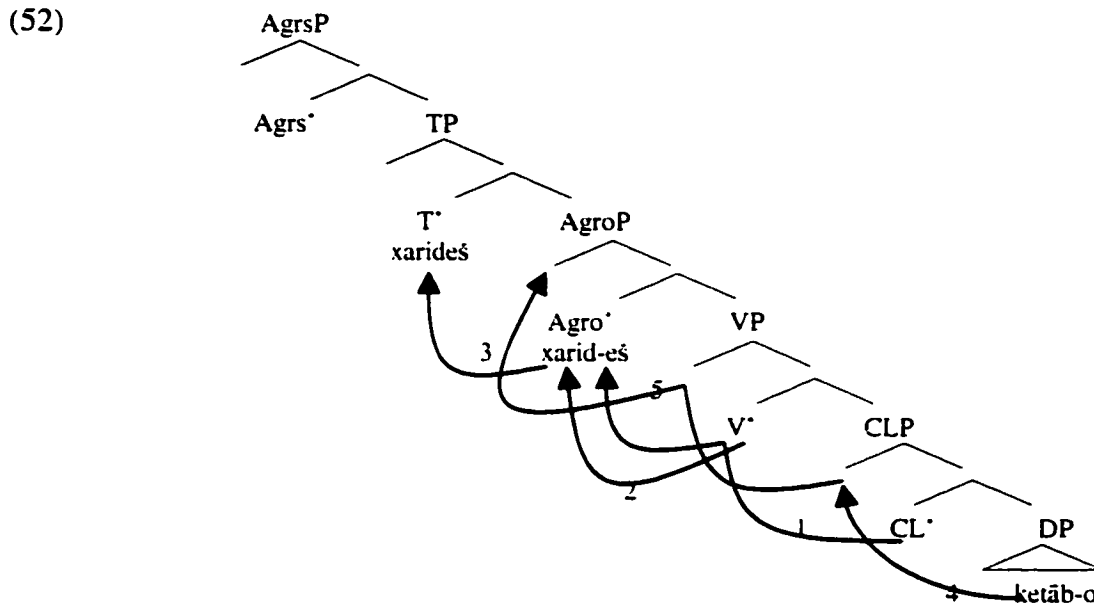 (52)
AgrsP
Agrs˚ TP
T˚ AgroP
xarideš
Agro˚ VP
3 xarid-eš
5
V˚ CLP
2
1 CL˚ DP
4 ketāb-o